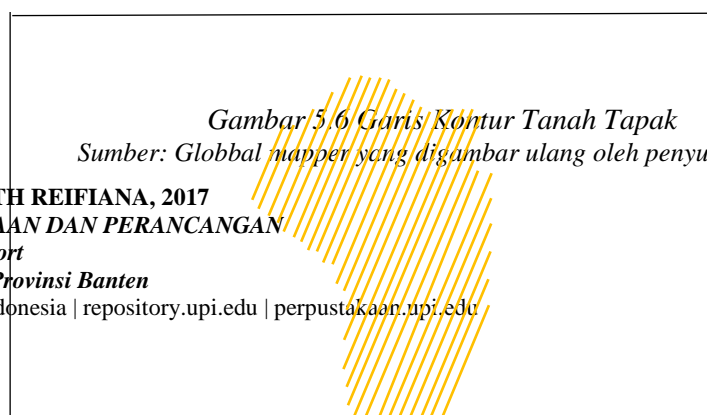 Gambar 5.6 Garis Kontur Tanah Tapak
Sumber: Globbal mapper yang digambar ulang oleh penyu
TH REIFIANA, 2017
AAN DAN PERANCANGAN
ort
Provinsi Banten
donesia | repository.upi.edu | perpustakaan.upi.edu